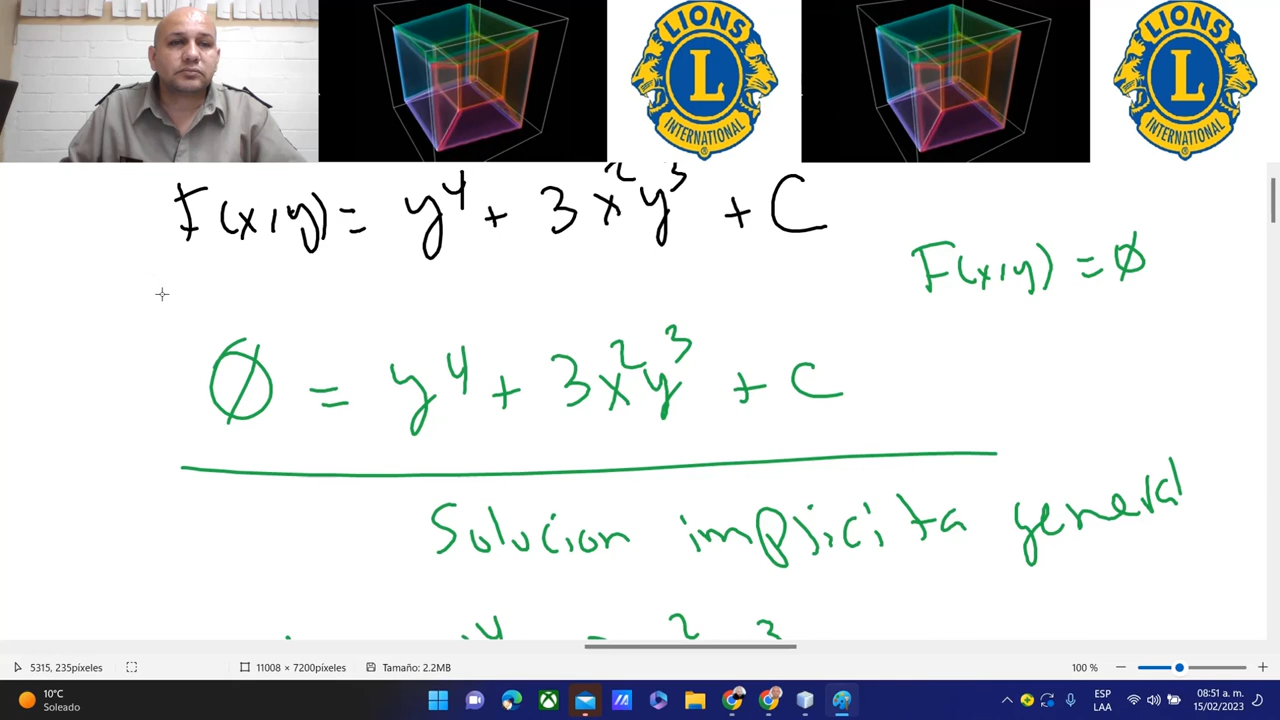 LIONS
L
INTERNATIONAL
LIONS
L
INTERNATIONAL
F(x,y) = y⁴ + 3x²y³ + C
F(x,y) = Ø
Ø = y⁴ + 3x²y³ + C
Solucion implicita general
5315, 235píxeles
11008 × 7200píxeles
Tamaño: 2.2MB
100 %
10°C
Soleado
ESP
LAA
08:51 a. m.
15/02/2023